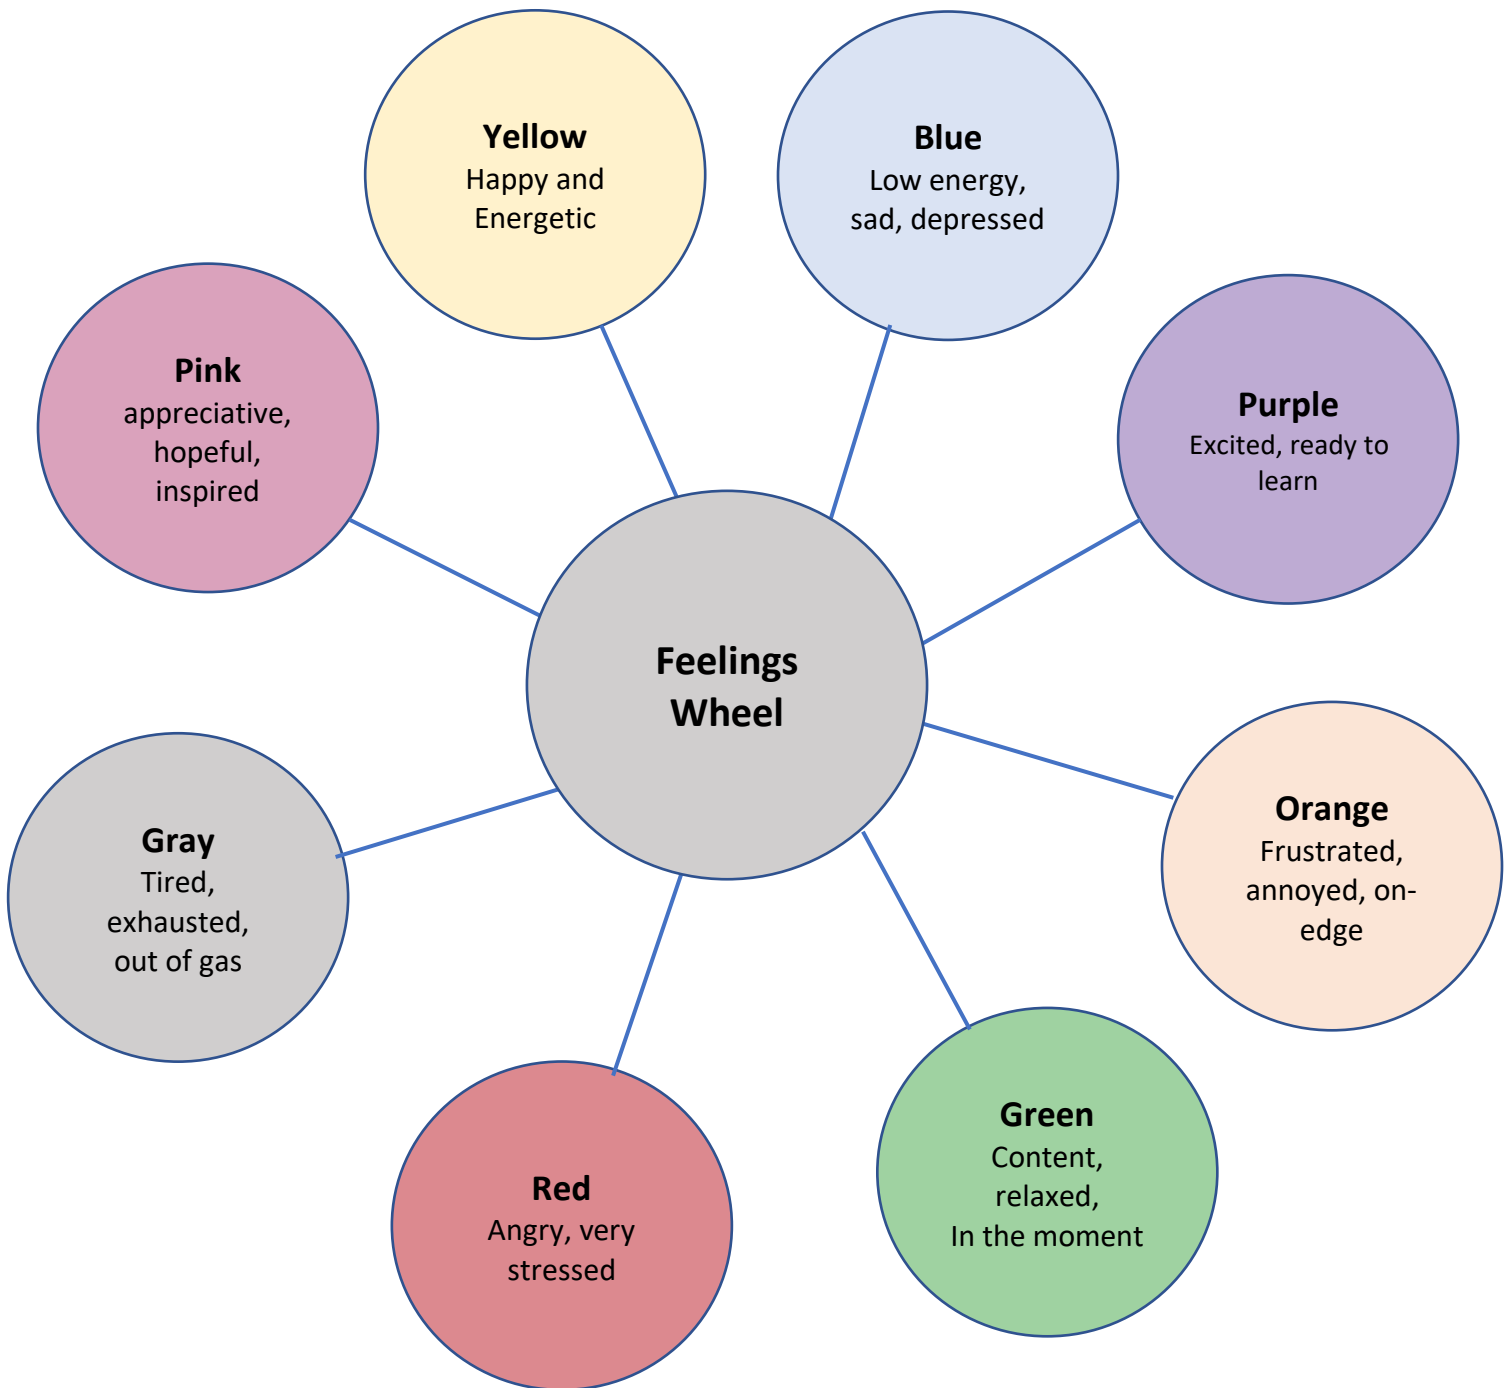 Yellow
Happy and
Energetic
Blue
Low energy,
sad, depressed
Pink
appreciative,
hopeful,
inspired
Purple
Excited, ready to
learn
Feelings
Wheel
Gray
Tired,
exhausted,
out of gas
Orange
Frustrated,
annoyed, on-
edge
Red
Angry, very
stressed
Green
Content,
relaxed,
In the moment